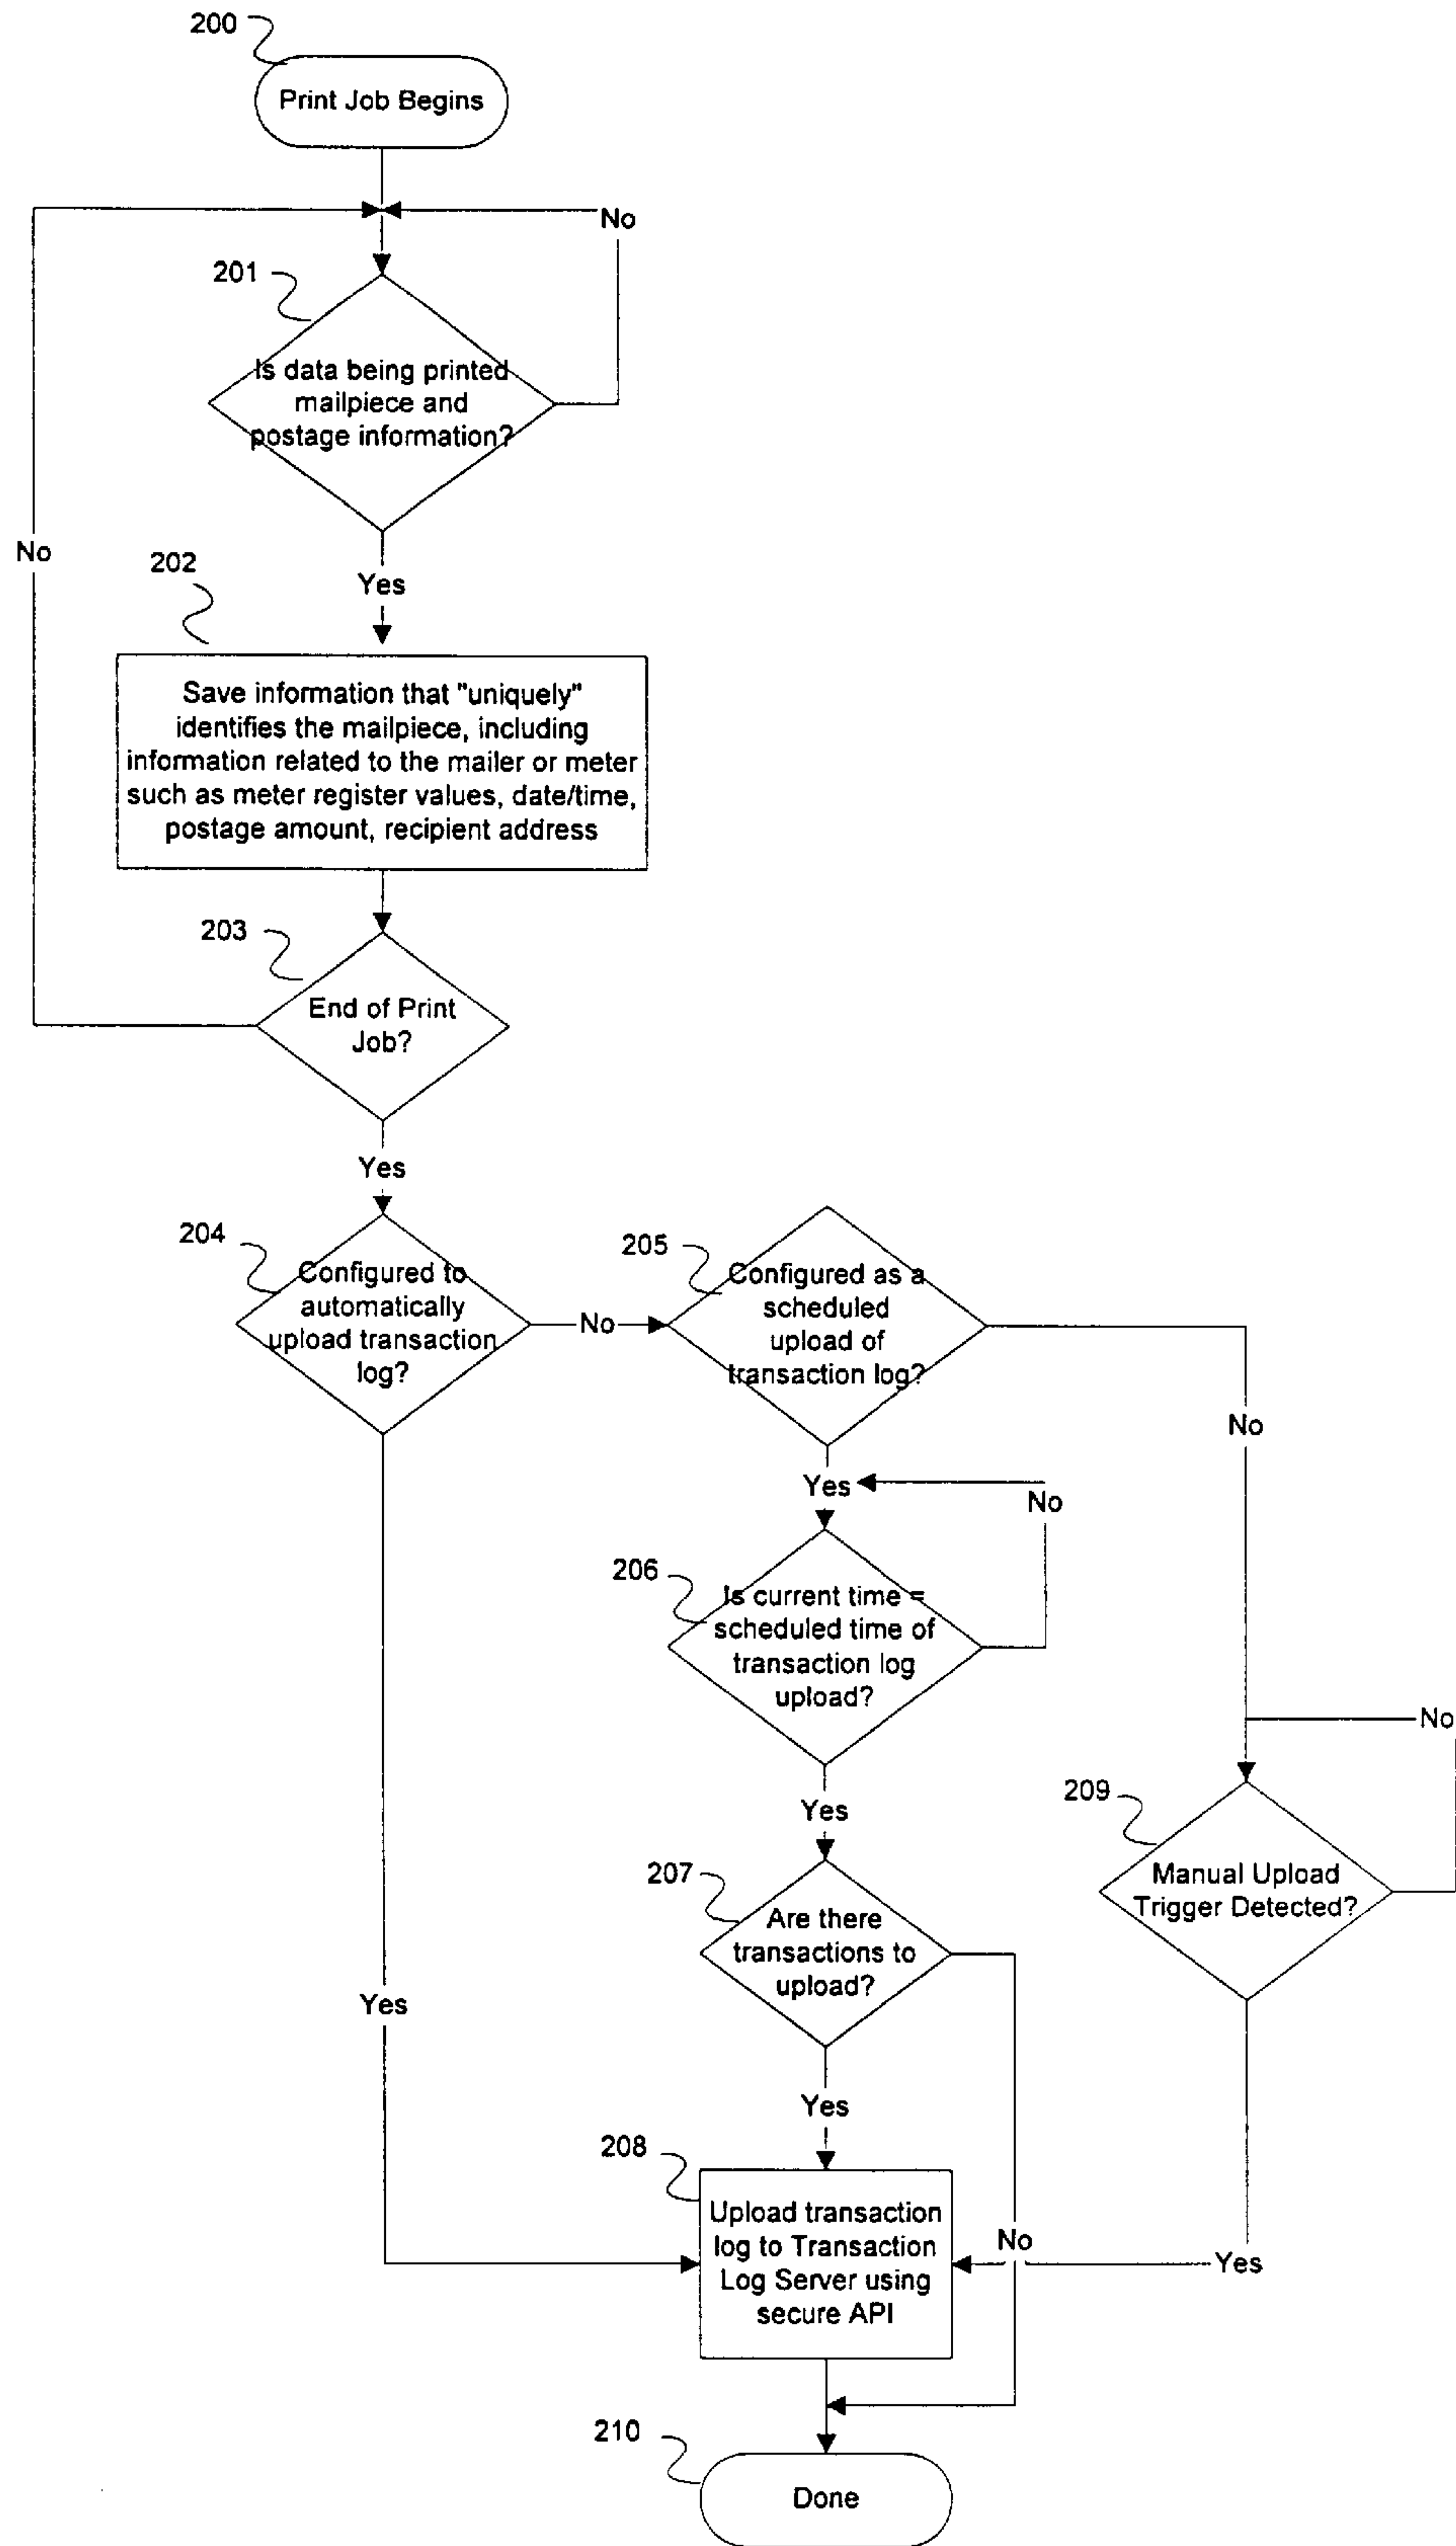 200
Print Job Begins
No
201
Is data being printed
mailpiece and
postage information?
No
202
Yes
Save information that "uniquely"
identifies the mailpiece, including
information related to the mailer or meter
such as meter register values, date/time,
postage amount, recipient address
203
End of Print
Job?
Yes
204
Configured to
automatically
upload transaction
log?
No
205
Configured as a
scheduled
upload of
transaction log?
No
Yes
No
206
Is current time =
scheduled time of
transaction log
upload?
No
Yes
209
Manual Upload
Trigger Detected?
207
Are there
transactions to
upload?
Yes
Yes
208
Upload transaction
log to Transaction
Log Server using
secure API
No
Yes
210
Done